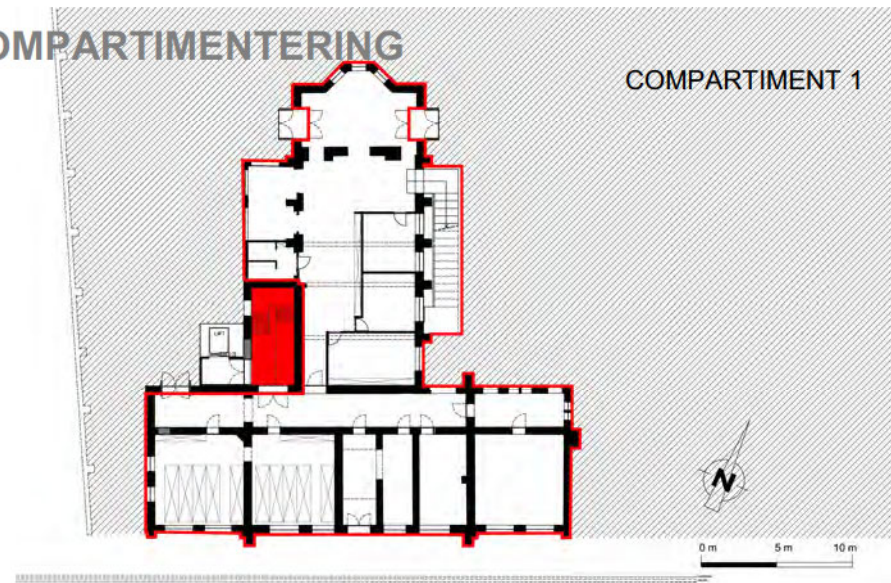 OMPARTIMENTERING
COMPARTIMENT 1
LIFT
N
0 m 5 m 10 m